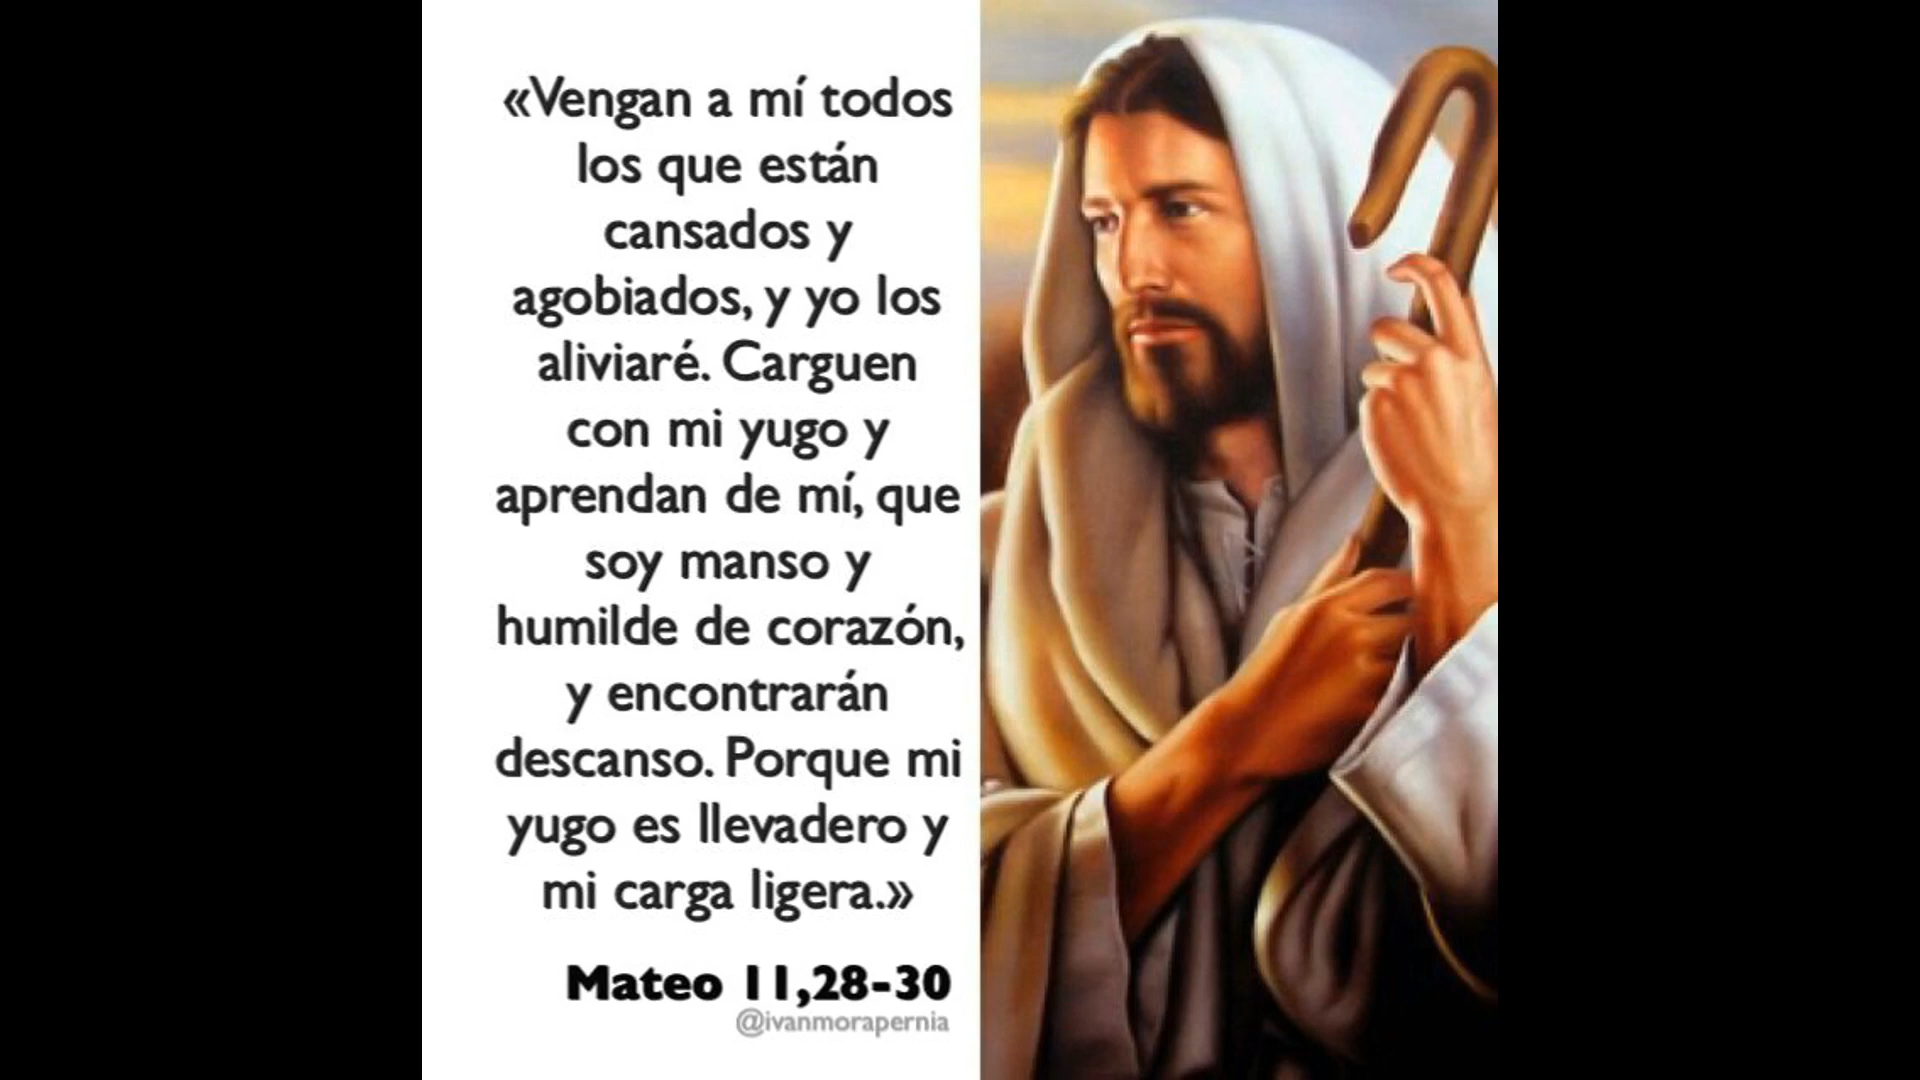 «Vengan a mí todos
los que están
cansados y
agobiados, y yo los
aliviaré. Carguen
con mi yugo y
aprendan de mí, que
soy manso y
humilde de corazón,
y encontrarán
descanso. Porque mi
yugo es llevadero y
mi carga ligera.»
Mateo 11,28-30
@ivanmorapernia